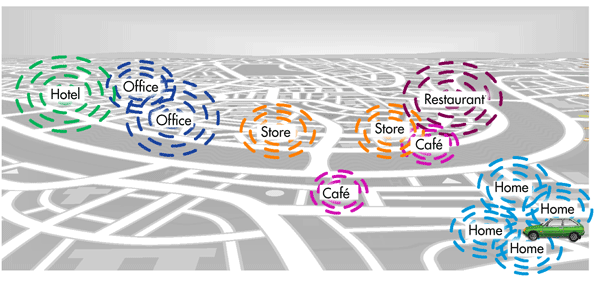 Hotel
Office
Office
Store
Store
Restaurant
Café
Café
Home
Home
Home
Home